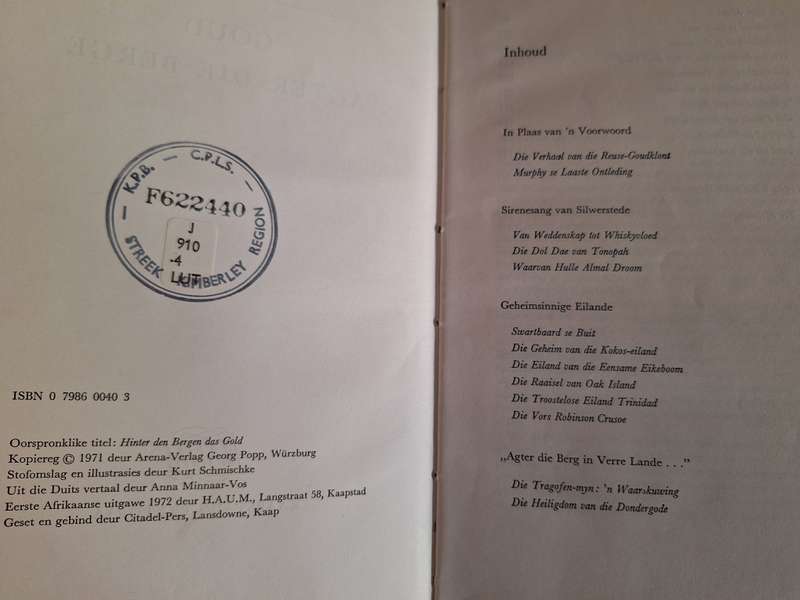 K.P.B. — C.P.L.S. —
F622440
J
910
-4
LUT
STREEK KIMBERLEY REGION
ISBN 0 7986 0040 3
Oorspronklike titel: Hinter den Bergen das Gold
Kopiereg © 1971 deur Arena-Verlag Georg Popp, Würzburg
Stofomslag en illustrasies deur Kurt Schmischke
Uit die Duits vertaal deur Anna Minnaar-Vos
Eerste Afrikaanse uitgawe 1972 deur H.A.U.M., Langstraat 58, Kaapstad
Geset en gebind deur Citadel-Pers, Lansdowne, Kaap
Inhoud
In Plaas van 'n Voorwoord
Die Verhaal van die Reuse-Goudklont
Murphy se Laaste Ontleding
Sirenesang van Silwerstede
Van Weddenskap tot Whiskyvloed
Die Dol Dae van Tonopah
Waarvan Hulle Almal Droom
Geheimsinnige Eilande
Swartbaard se Buit
Die Geheim van die Kokos-eiland
Die Eiland van die Eensame Eikeboom
Die Raaisel van Oak Island
Die Troostelose Eiland Trinidad
Die Vors Robinson Crusoe
„Agter die Berg in Verre Lande . . ."
Die Tragofen-myn: 'n Waarskuwing
Die Heiligdom van die Dondergode